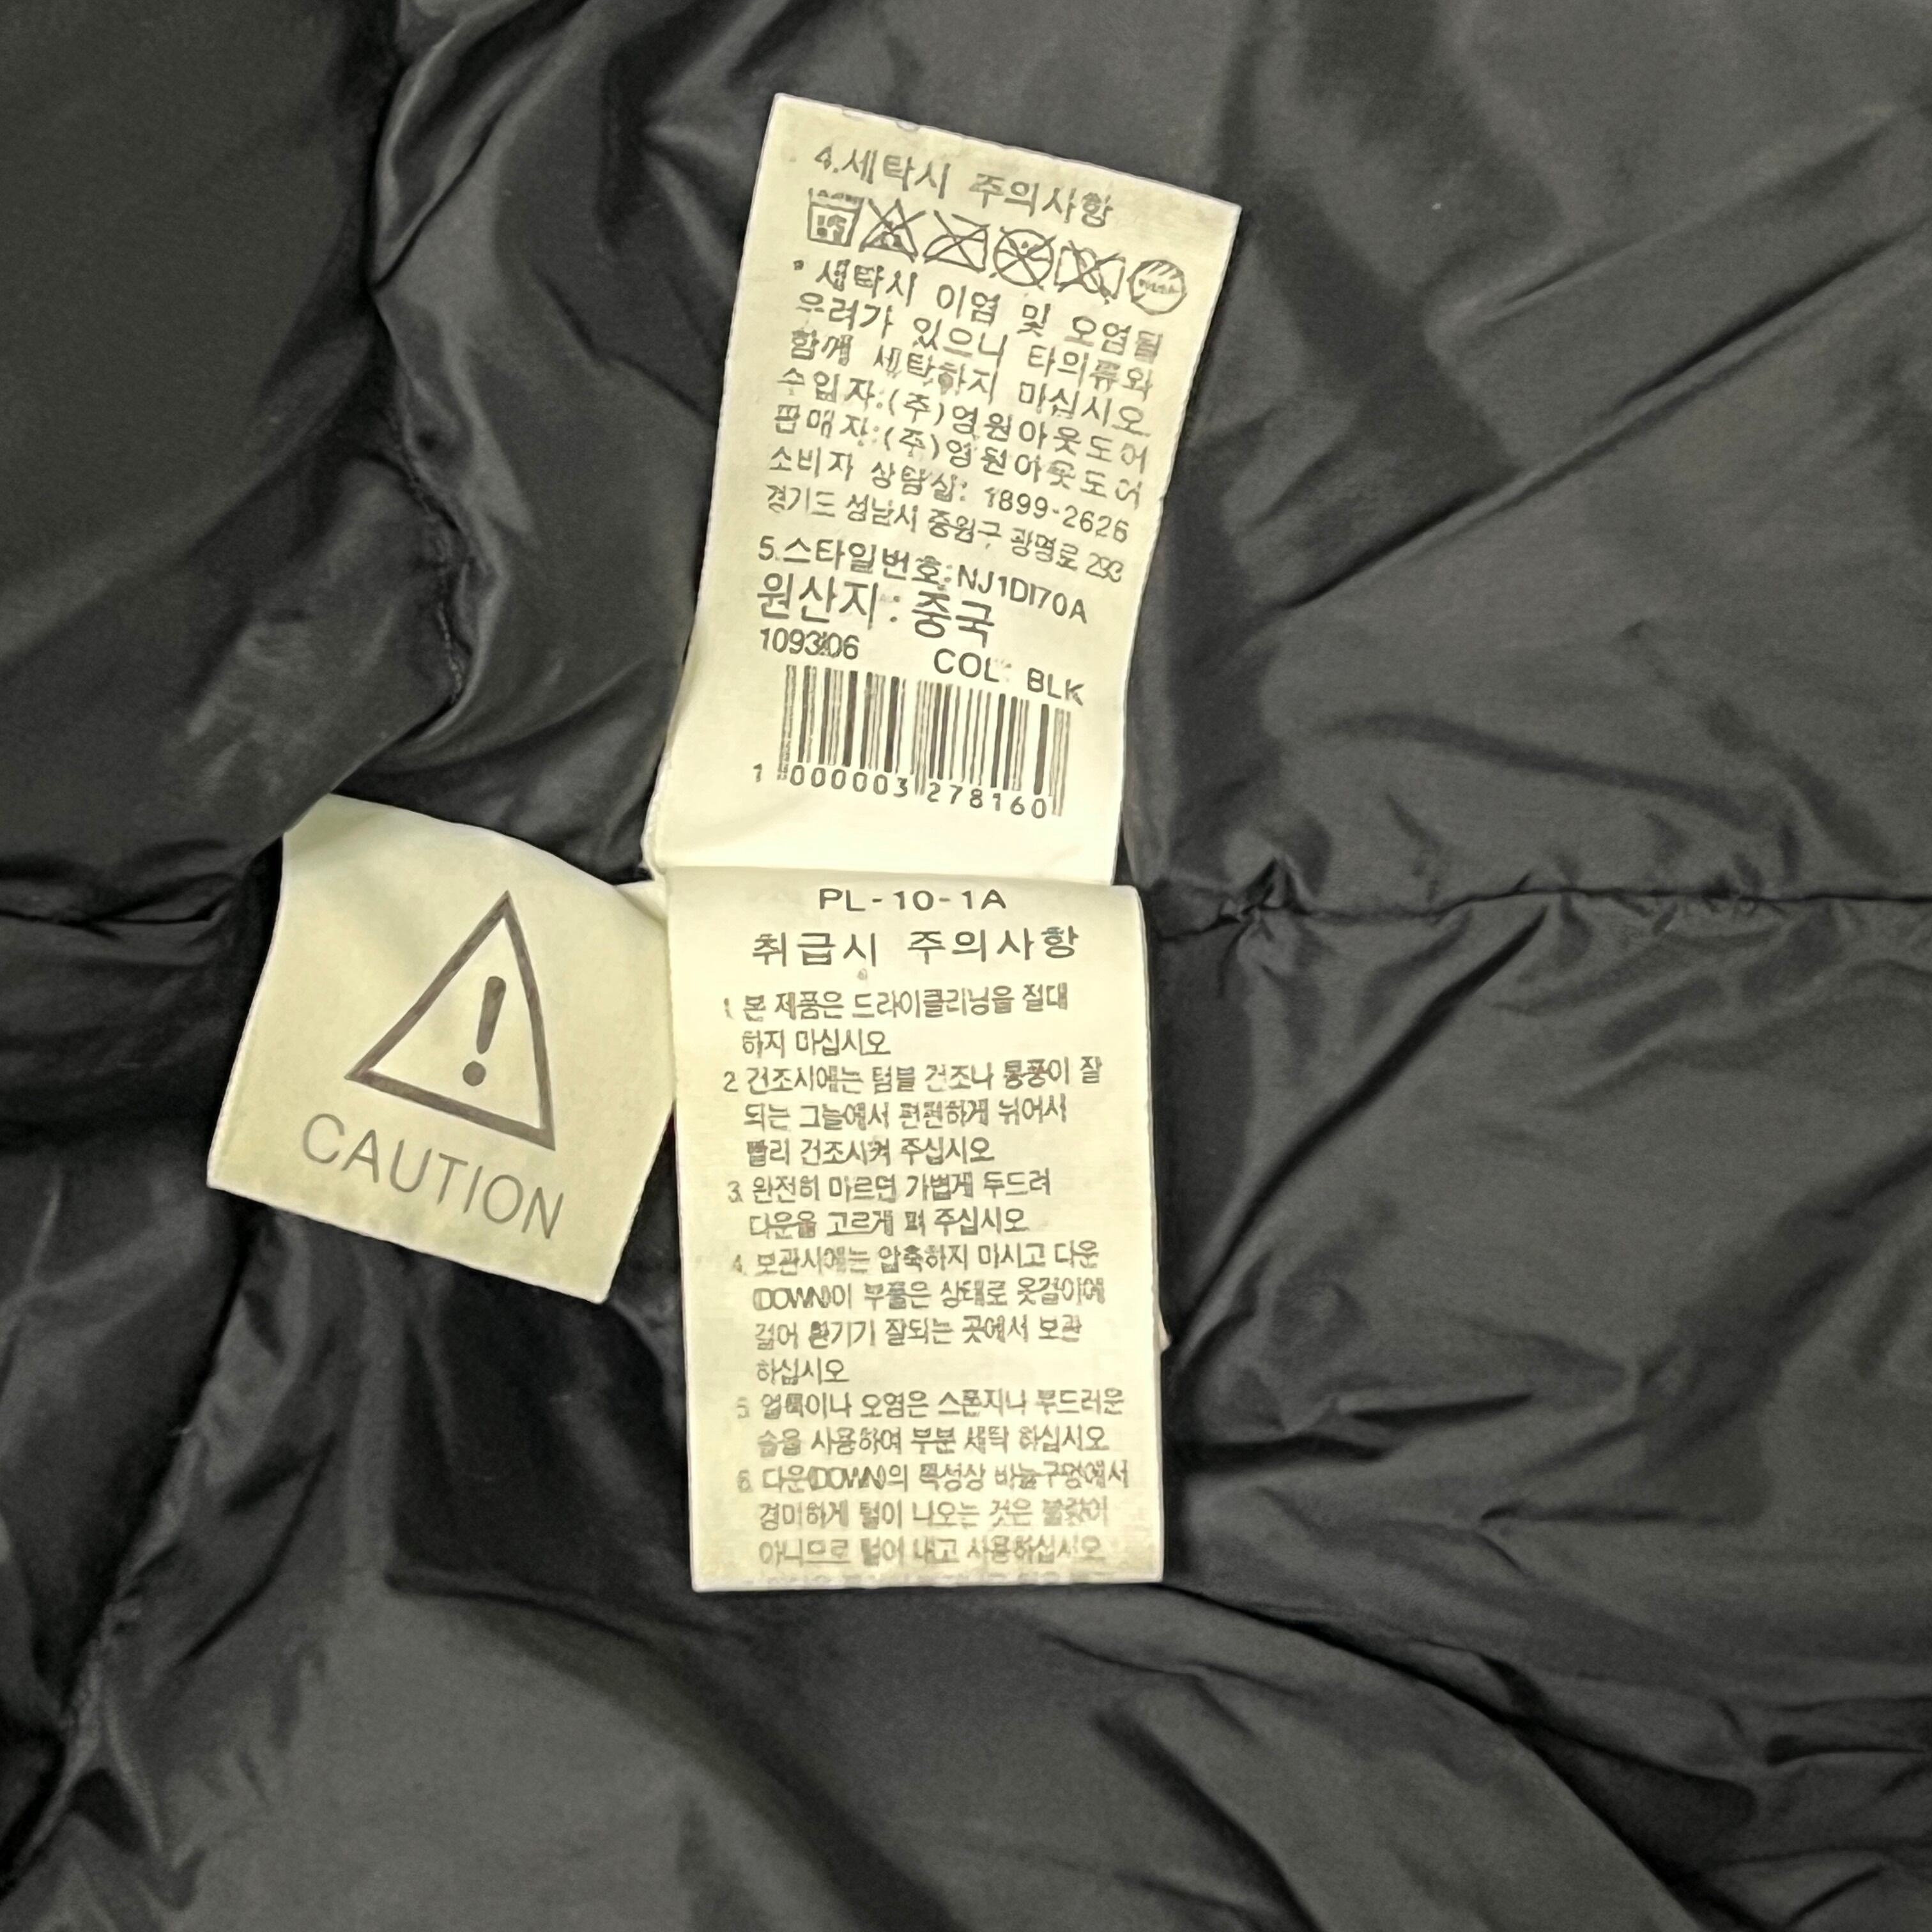 4.세탁시 주의사항
* 세탁시 이염 및 오염될
우려가 있으니 타의류와
함께 세탁하지 마십시오
수입자:(주)영원아웃도어
판매자:(주)영원아웃도어
소비자 상담실: 1899-2626
경기도 성남시 중원구 광명로 293
5.스타일번호:NJ1DI70A
원산지: 중국
COL: BLK
1 000003 278160
CAUTION
PL-10-1A
취급시 주의사항
1. 본 제품은 드라이클리닝을 절대
하지 마십시오
2. 건조시에는 텀블 건조나 통풍이 잘
되는 그늘에서 편편하게 뉘어서
빨리 건조시켜 주십시오
3. 완전히 마르면 가볍게 두드려
다운을 고르게 펴 주십시오
4. 보관시에는 압축하지 마시고 다운
(DOWN)이 부풀은 상태로 옷걸이에
걸어 환기가 잘되는 곳에서 보관
하십시오
5. 얼룩이나 오염은 스폰지나 부드러운
솔을 사용하여 부분 세탁 하십시오
6. 다운(DOWN)의 특성상 바늘구멍에서
경미하게 털이 나오는 것은 불량이
아니므로 털어 내고 사용하십시오